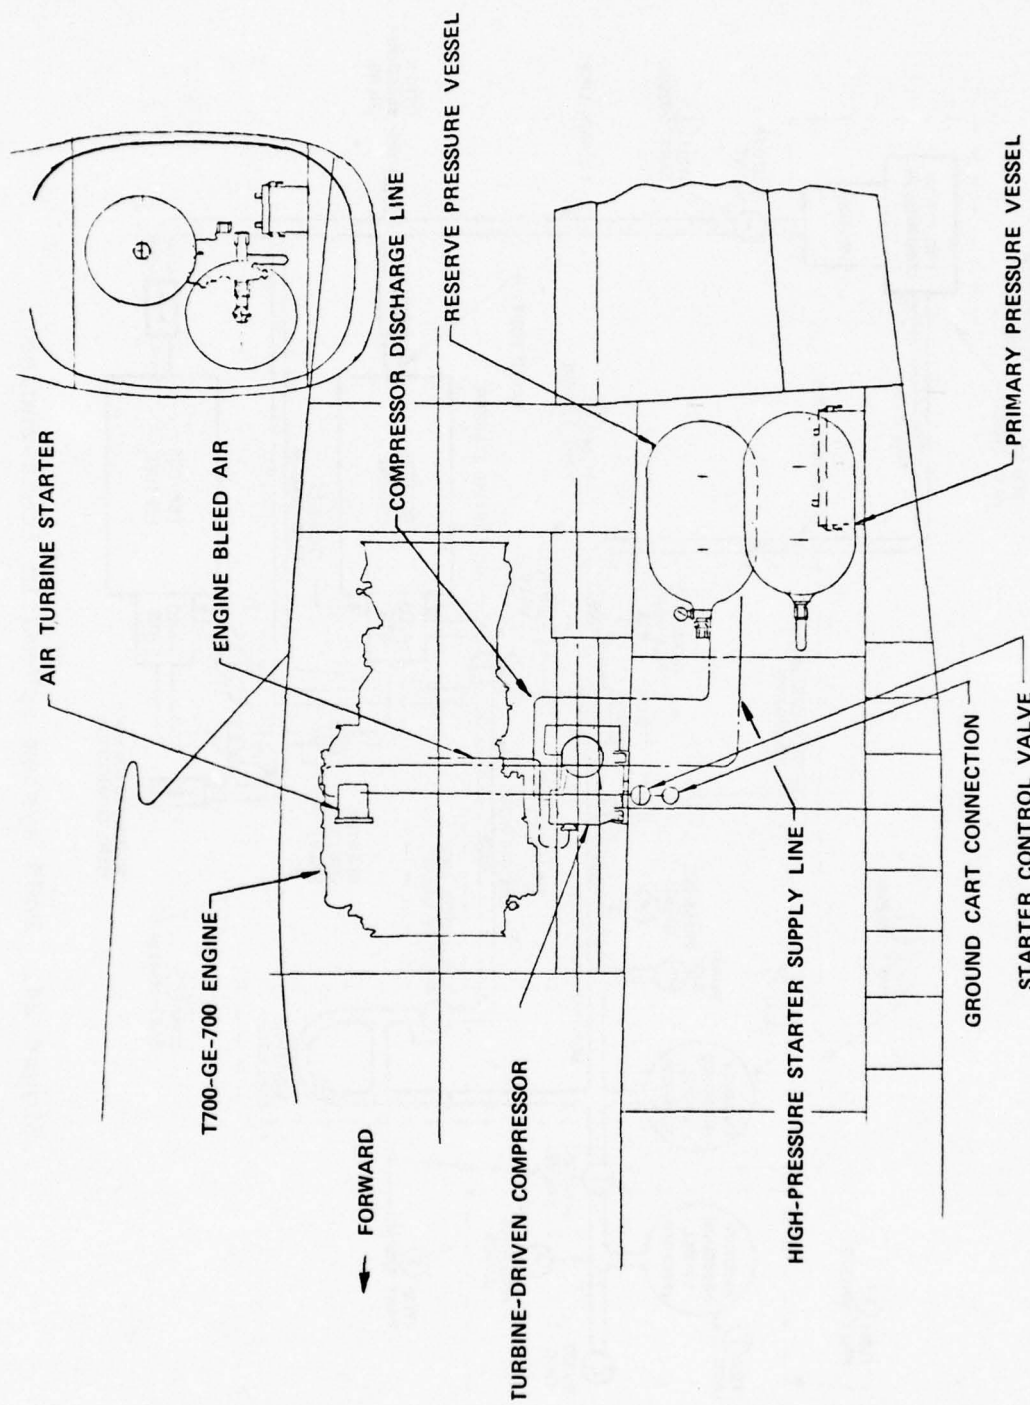 AIR TURBINE STARTER
ENGINE BLEED AIR
COMPRESSOR DISCHARGE LINE
RESERVE PRESSURE VESSEL
T700-GE-700 ENGINE
FORWARD
TURBINE-DRIVEN COMPRESSOR
HIGH-PRESSURE STARTER SUPPLY LINE
GROUND CART CONNECTION
STARTER CONTROL VALVE
PRIMARY PRESSURE VESSEL